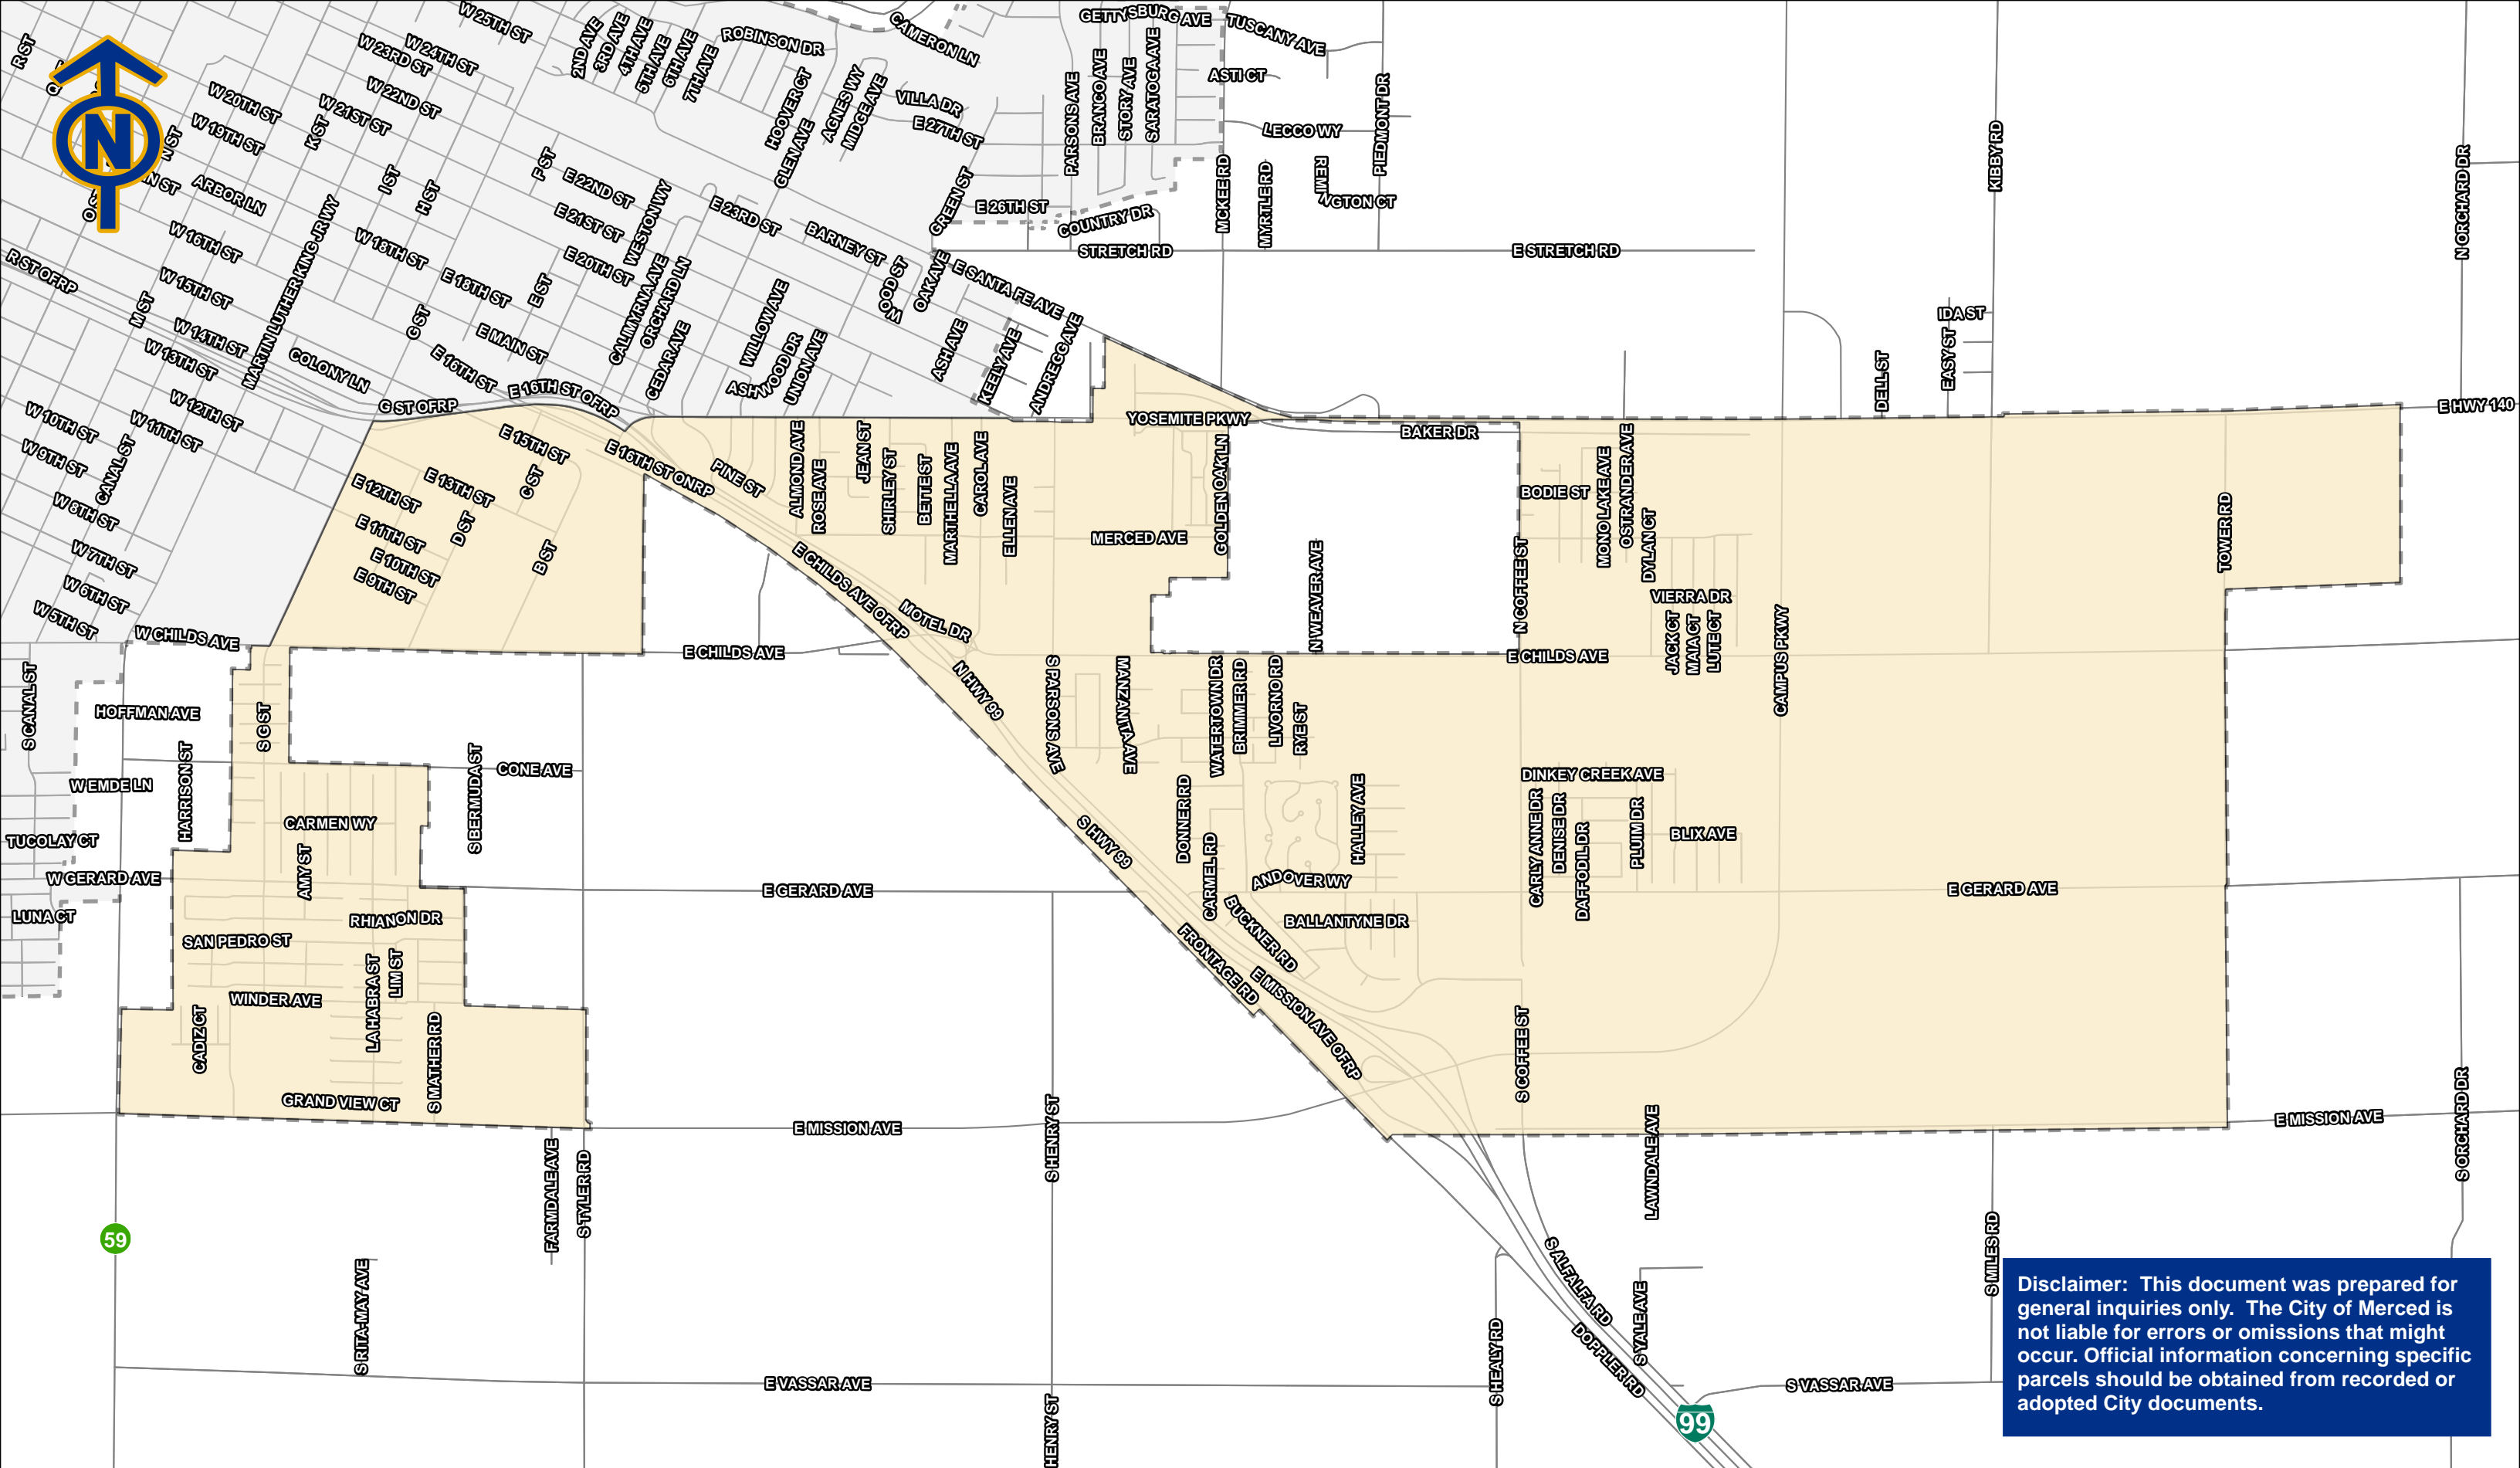 W 25TH ST
2ND AVE
3RD AVE
4TH AVE
5TH AVE
6TH AVE
7TH AVE
ROBINSON DR
CAMERON LN
GETTYSBURG AVE
TUSCANY AVE
R ST
W 23RD ST
W 24TH ST
W 22ND ST
HOOVER CT
AGNES WY
MIDGE AVE
VILLA DR
E 27TH ST
PARSONS AVE
BRANCO AVE
STORY AVE
SARATOGA AVE
ASTI CT
LECCO WY
PIEDMONT DR
KIBBY RD
N ORCHARD DR
N
W 20TH ST
W 21ST ST
W 19TH ST
K ST
N ST
GLEN AVE
GREEN ST
E 26TH ST
COUNTRY DR
MCKEE RD
MYRTLE RD
REMINGTON CT
ARBOR LN
I ST
H ST
F ST
E 22ND ST
E 21ST ST
E 20TH ST
WESTON WY
E 23RD ST
BARNEY ST
STRETCH RD
E STRETCH RD
W 16TH ST
W 18TH ST
E 18TH ST
E ST
R ST OFRP
W 15TH ST
M ST
MARTIN LUTHER KING JR WY
G ST
E MAIN ST
CALIMYRNA AVE
ORCHARD LN
CEDAR AVE
WILLOW AVE
WOOD ST
OAK AVE
E SANTA FE AVE
IDA ST
EASY ST
DELL ST
W 14TH ST
W 13TH ST
COLONY LN
E 16TH ST
E 16TH ST OFRP
ASHWOOD DR
UNION AVE
ASH AVE
KEELY AVE
ANDREGG AVE
G ST OFRP
W 12TH ST
W 11TH ST
W 10TH ST
W 9TH ST
CANAL ST
W 8TH ST
W 7TH ST
W 6TH ST
W 5TH ST
YOSEMITE PKWY
BAKER DR
E HWY 140
E 15TH ST
E 16TH ST ONRP
PINE ST
E 12TH ST
E 13TH ST
C ST
D ST
B ST
E 11TH ST
E 10TH ST
E 9TH ST
ALMOND AVE
ROSE AVE
JEAN ST
SHIRLEY ST
BETTE ST
MARTHELLA AVE
CAROL AVE
ELLEN AVE
MERCED AVE
GOLDEN OAK LN
N WEAVER AVE
N COFFEE ST
BODIE ST
MONO LAKE AVE
OSTRANDER AVE
DYLAN CT
TOWER RD
E CHILDS AVE OFRP
MOTEL DR
VIERRA DR
JACK CT
MAIA CT
LUTE CT
CAMPUS PKWY
W CHILDS AVE
E CHILDS AVE
E CHILDS AVE
S CANAL ST
HOFFMAN AVE
S G ST
N HWY 99
S PARSONS AVE
MANZANITA AVE
WATERTOWN DR
BRIMMER RD
LIVORNO RD
RYE ST
HARRISON ST
W EMDE LN
S BERMUDA ST
CONE AVE
DINKEY CREEK AVE
TUCOLAY CT
CARMEN WY
AMY ST
S HWY 99
DONNER RD
CARMEL RD
HALLEY AVE
CARLY ANNE DR
DENISE DR
DAFFODIL DR
PLUM DR
BLIX AVE
W GERARD AVE
E GERARD AVE
ANDOVER WY
E GERARD AVE
LUNA CT
RHIANON DR
BUCKNER RD
BALLANTYNE DR
SAN PEDRO ST
LA HABRA ST
LIM ST
FRONTAGE RD
WINDER AVE
CADIZ CT
S MATHER RD
E MISSION AVE OFRP
S COFFEE ST
GRAND VIEW CT
E MISSION AVE
S HENRY ST
LAWNDALE AVE
E MISSION AVE
S ORCHARD DR
FARMDALE AVE
S TYLER RD
59
S RITA-MAY AVE
E VASSAR AVE
HENRY ST
S HEALY RD
S ALFALFA RD
DOPPLER RD
S YALE AVE
S VASSAR AVE
S MILES RD
99
Disclaimer: This document was prepared for
general inquiries only. The City of Merced is
not liable for errors or omissions that might
occur. Official information concerning specific
parcels should be obtained from recorded or
adopted City documents.